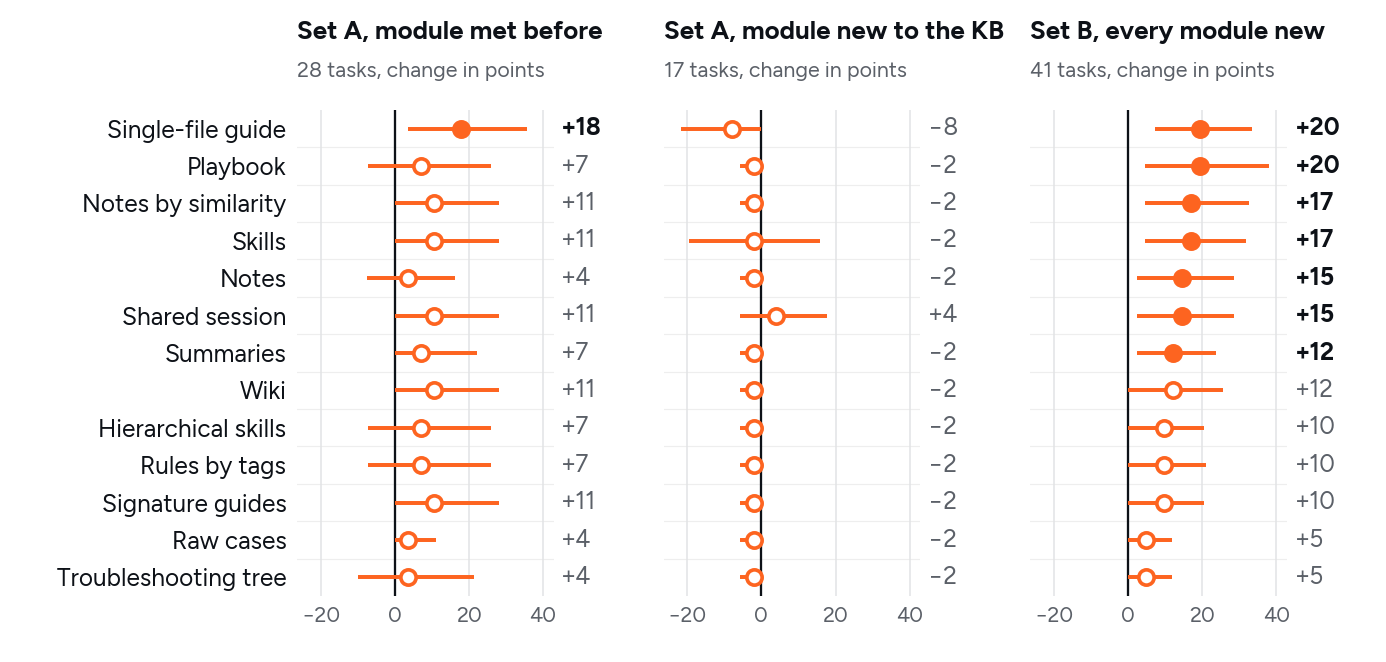 Set A, module met before
28 tasks, change in points
Set A, module new to the KB
17 tasks, change in points
Set B, every module new
41 tasks, change in points
Single-file guide +18 −8 +20
Playbook +7 −2 +20
Notes by similarity +11 −2 +17
Skills +11 −2 +17
Notes +4 −2 +15
Shared session +11 +4 +15
Summaries +7 −2 +12
Wiki +11 −2 +12
Hierarchical skills +7 −2 +10
Rules by tags +7 −2 +10
Signature guides +11 −2 +10
Raw cases +4 −2 +5
Troubleshooting tree +4 −2 +5
−20 0 20 40 −20 0 20 40 −20 0 20 40